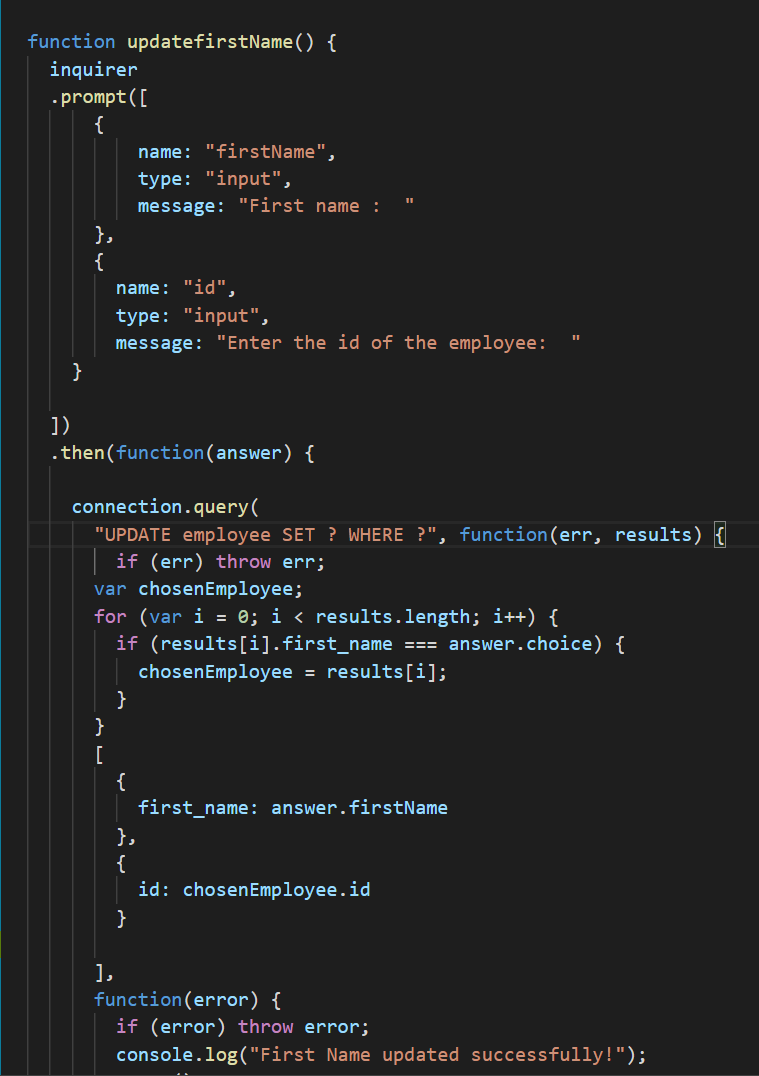 function updatefirstName() {
inquirer
.prompt([
{
name: "firstName",
type: "input",
message: "First name :  "
},
{
name: "id",
type: "input",
message: "Enter the id of the employee:  "
}
])
.then(function(answer) {
connection.query(
"UPDATE employee SET ? WHERE ?", function(err, results) {
if (err) throw err;
var chosenEmployee;
for (var i = 0; i < results.length; i++) {
if (results[i].first_name === answer.choice) {
chosenEmployee = results[i];
}
}
[
{
first_name: answer.firstName
},
{
id: chosenEmployee.id
}
],
function(error) {
if (error) throw error;
console.log("First Name updated successfully!");